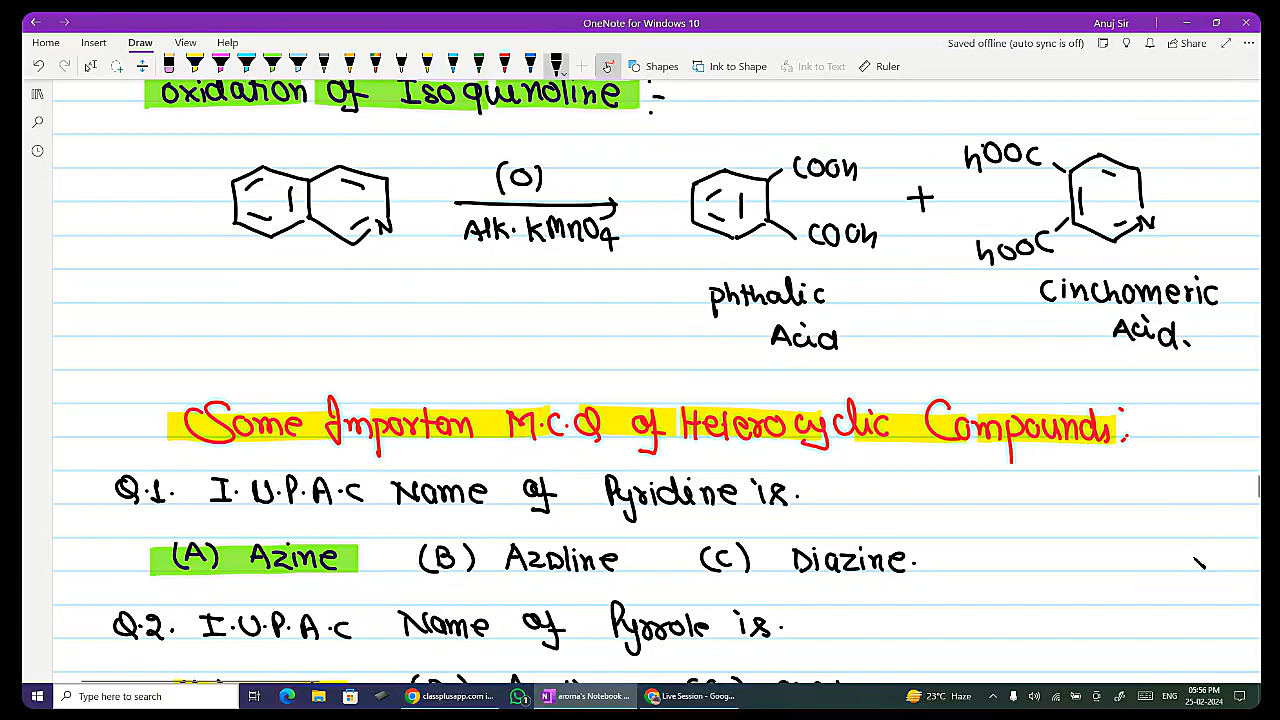 OneNote for Windows 10
Anuj Sir
Home Insert Draw View Help
Saved offline (auto sync is off)
Share
Shapes
Ink to Shape
Ink to Text
Ruler
oxidation of Isoquinoline :-
(O)
Alk. KMnO4
COOH
COOH
+
HOOC
HOOC
N
N
phthalic
Acid
cinchomeric
Acid.
Some Importan M.C.Q of Heterocyclic Compounds:
Q.1. I.U.P.A.C Name of Pyridine is.
(A) Azine (B) Azoline (C) Diazine.
Q.2. I.U.P.A.C Name of Pyrrole is.
Type here to search
classplusapp.com i...
aroma's Notebook ...
Live Session - Goog...
23°C Haze
ENG
05:56 PM
25-02-2024